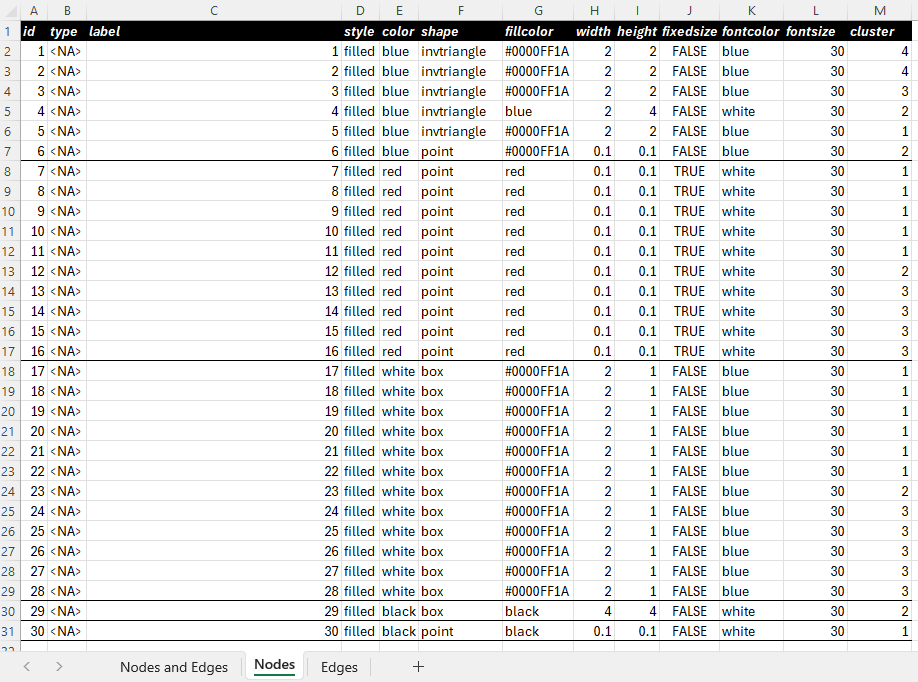 A B C D E F G H I J K L M
1 id type label style color shape fillcolor width height fixedsize fontcolor fontsize cluster
2 1 <NA> 1 filled blue invtriangle #0000FF1A 2 2 FALSE blue 30 4
3 2 <NA> 2 filled blue invtriangle #0000FF1A 2 2 FALSE blue 30 4
4 3 <NA> 3 filled blue invtriangle #0000FF1A 2 2 FALSE blue 30 3
5 4 <NA> 4 filled blue invtriangle blue 2 4 FALSE white 30 2
6 5 <NA> 5 filled blue invtriangle #0000FF1A 2 2 FALSE blue 30 1
7 6 <NA> 6 filled blue point #0000FF1A 0.1 0.1 FALSE blue 30 2
8 7 <NA> 7 filled red point red 0.1 0.1 TRUE white 30 1
9 8 <NA> 8 filled red point red 0.1 0.1 TRUE white 30 1
10 9 <NA> 9 filled red point red 0.1 0.1 TRUE white 30 1
11 10 <NA> 10 filled red point red 0.1 0.1 TRUE white 30 1
12 11 <NA> 11 filled red point red 0.1 0.1 TRUE white 30 1
13 12 <NA> 12 filled red point red 0.1 0.1 TRUE white 30 2
14 13 <NA> 13 filled red point red 0.1 0.1 TRUE white 30 3
15 14 <NA> 14 filled red point red 0.1 0.1 TRUE white 30 3
16 15 <NA> 15 filled red point red 0.1 0.1 TRUE white 30 3
17 16 <NA> 16 filled red point red 0.1 0.1 TRUE white 30 3
18 17 <NA> 17 filled white box #0000FF1A 2 1 FALSE blue 30 1
19 18 <NA> 18 filled white box #0000FF1A 2 1 FALSE blue 30 1
20 19 <NA> 19 filled white box #0000FF1A 2 1 FALSE blue 30 1
21 20 <NA> 20 filled white box #0000FF1A 2 1 FALSE blue 30 1
22 21 <NA> 21 filled white box #0000FF1A 2 1 FALSE blue 30 1
23 22 <NA> 22 filled white box #0000FF1A 2 1 FALSE blue 30 1
24 23 <NA> 23 filled white box #0000FF1A 2 1 FALSE blue 30 2
25 24 <NA> 24 filled white box #0000FF1A 2 1 FALSE blue 30 3
26 25 <NA> 25 filled white box #0000FF1A 2 1 FALSE blue 30 3
27 26 <NA> 26 filled white box #0000FF1A 2 1 FALSE blue 30 3
28 27 <NA> 27 filled white box #0000FF1A 2 1 FALSE blue 30 3
29 28 <NA> 28 filled white box #0000FF1A 2 1 FALSE blue 30 3
30 29 <NA> 29 filled black box black 4 4 FALSE white 30 2
31 30 <NA> 30 filled black point black 0.1 0.1 FALSE white 30 1
Nodes and Edges Nodes Edges +